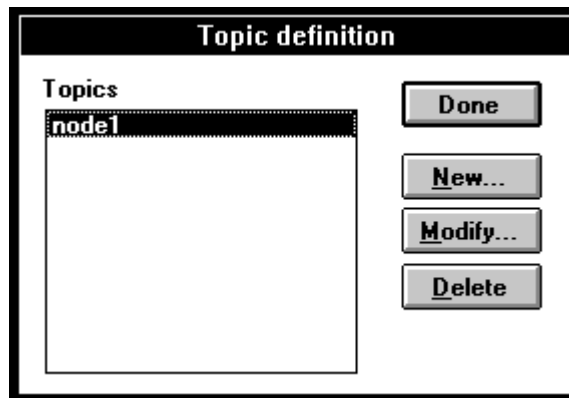 Topic definition
Topics
node1
Done
New...
Modify...
Delete